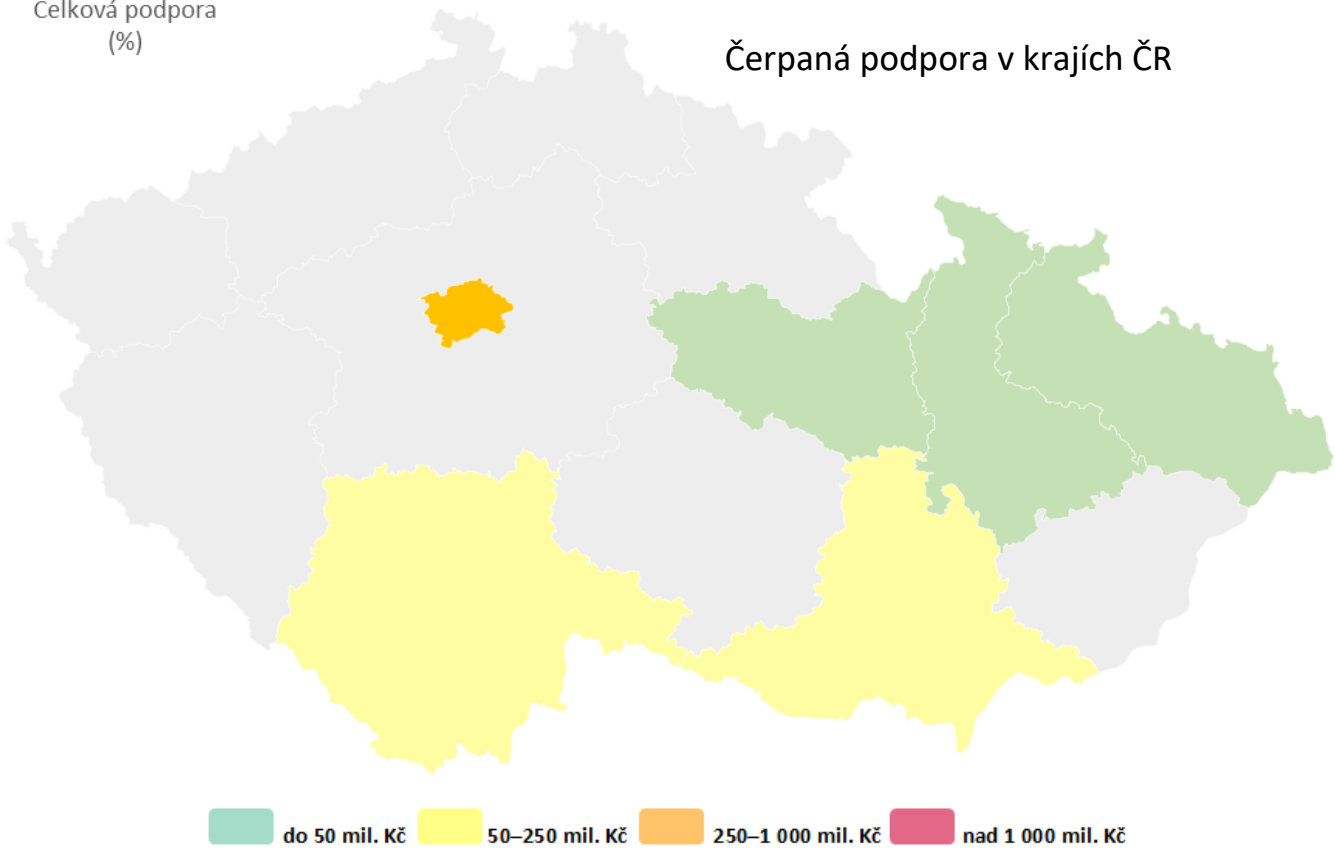 Celková podpora
(%)
Čerpaná podpora v krajích ČR
do 50 mil. Kč
50–250 mil. Kč
250–1 000 mil. Kč
nad 1 000 mil. Kč